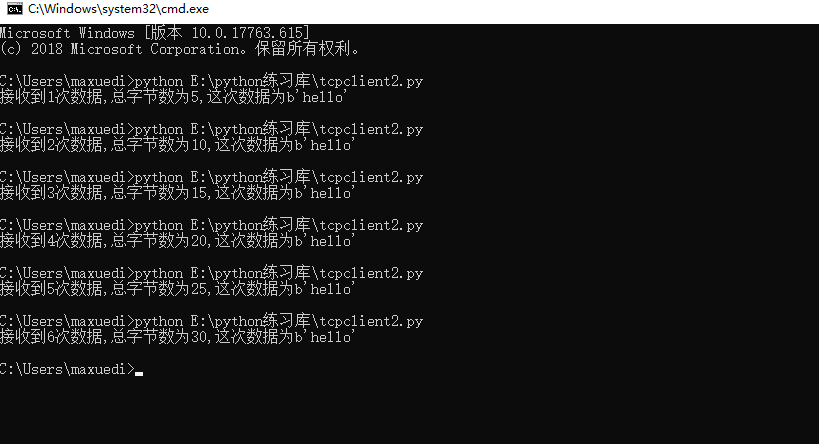 C:\Windows\system32\cmd.exe
Microsoft Windows [版本 10.0.17763.615]
(c) 2018 Microsoft Corporation。保留所有权利。
C:\Users\maxuedi>python E:\python练习库\tcpclient2.py
接收到1次数据,总字节数为5,这次数据为b'hello'
C:\Users\maxuedi>python E:\python练习库\tcpclient2.py
接收到2次数据,总字节数为10,这次数据为b'hello'
C:\Users\maxuedi>python E:\python练习库\tcpclient2.py
接收到3次数据,总字节数为15,这次数据为b'hello'
C:\Users\maxuedi>python E:\python练习库\tcpclient2.py
接收到4次数据,总字节数为20,这次数据为b'hello'
C:\Users\maxuedi>python E:\python练习库\tcpclient2.py
接收到5次数据,总字节数为25,这次数据为b'hello'
C:\Users\maxuedi>python E:\python练习库\tcpclient2.py
接收到6次数据,总字节数为30,这次数据为b'hello'
C:\Users\maxuedi>